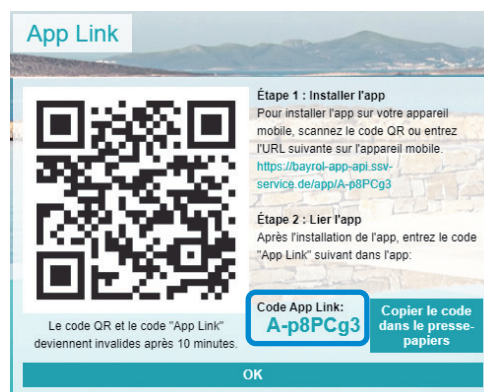 App Link
Étape 1 : Installer l'app
Pour installer l'app sur votre appareil
mobile, scannez le code QR ou entrez
l'URL suivante sur l'appareil mobile.
https://bayrol-app-api.ssv-
service.de/app/A-p8PCg3
Étape 2 : Lier l'app
Après l'installation de l'app, entrez le code
"App Link" suivant dans l'app:
Code App Link:
A-p8PCg3
Copier le code
dans le presse-
papiers
Le code QR et le code "App Link"
deviennent invalides après 10 minutes.
OK